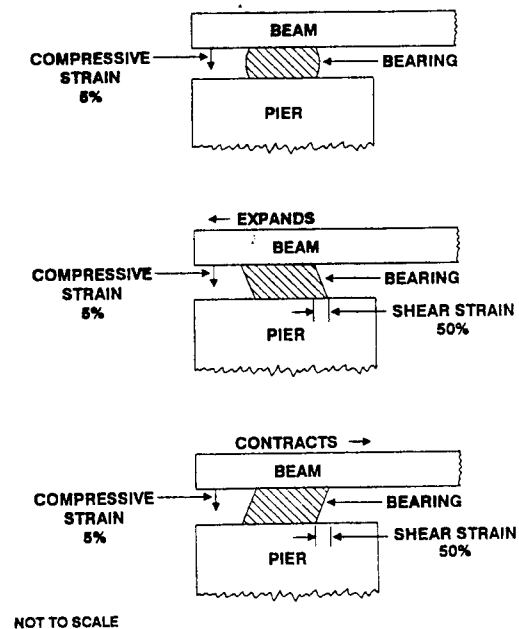 BEAM
COMPRESSIVE
STRAIN
5%
BEARING
PIER
← EXPANDS
BEAM
COMPRESSIVE
STRAIN
5%
BEARING
SHEAR STRAIN
50%
PIER
CONTRACTS →
BEAM
COMPRESSIVE
STRAIN
5%
BEARING
SHEAR STRAIN
50%
PIER
NOT TO SCALE